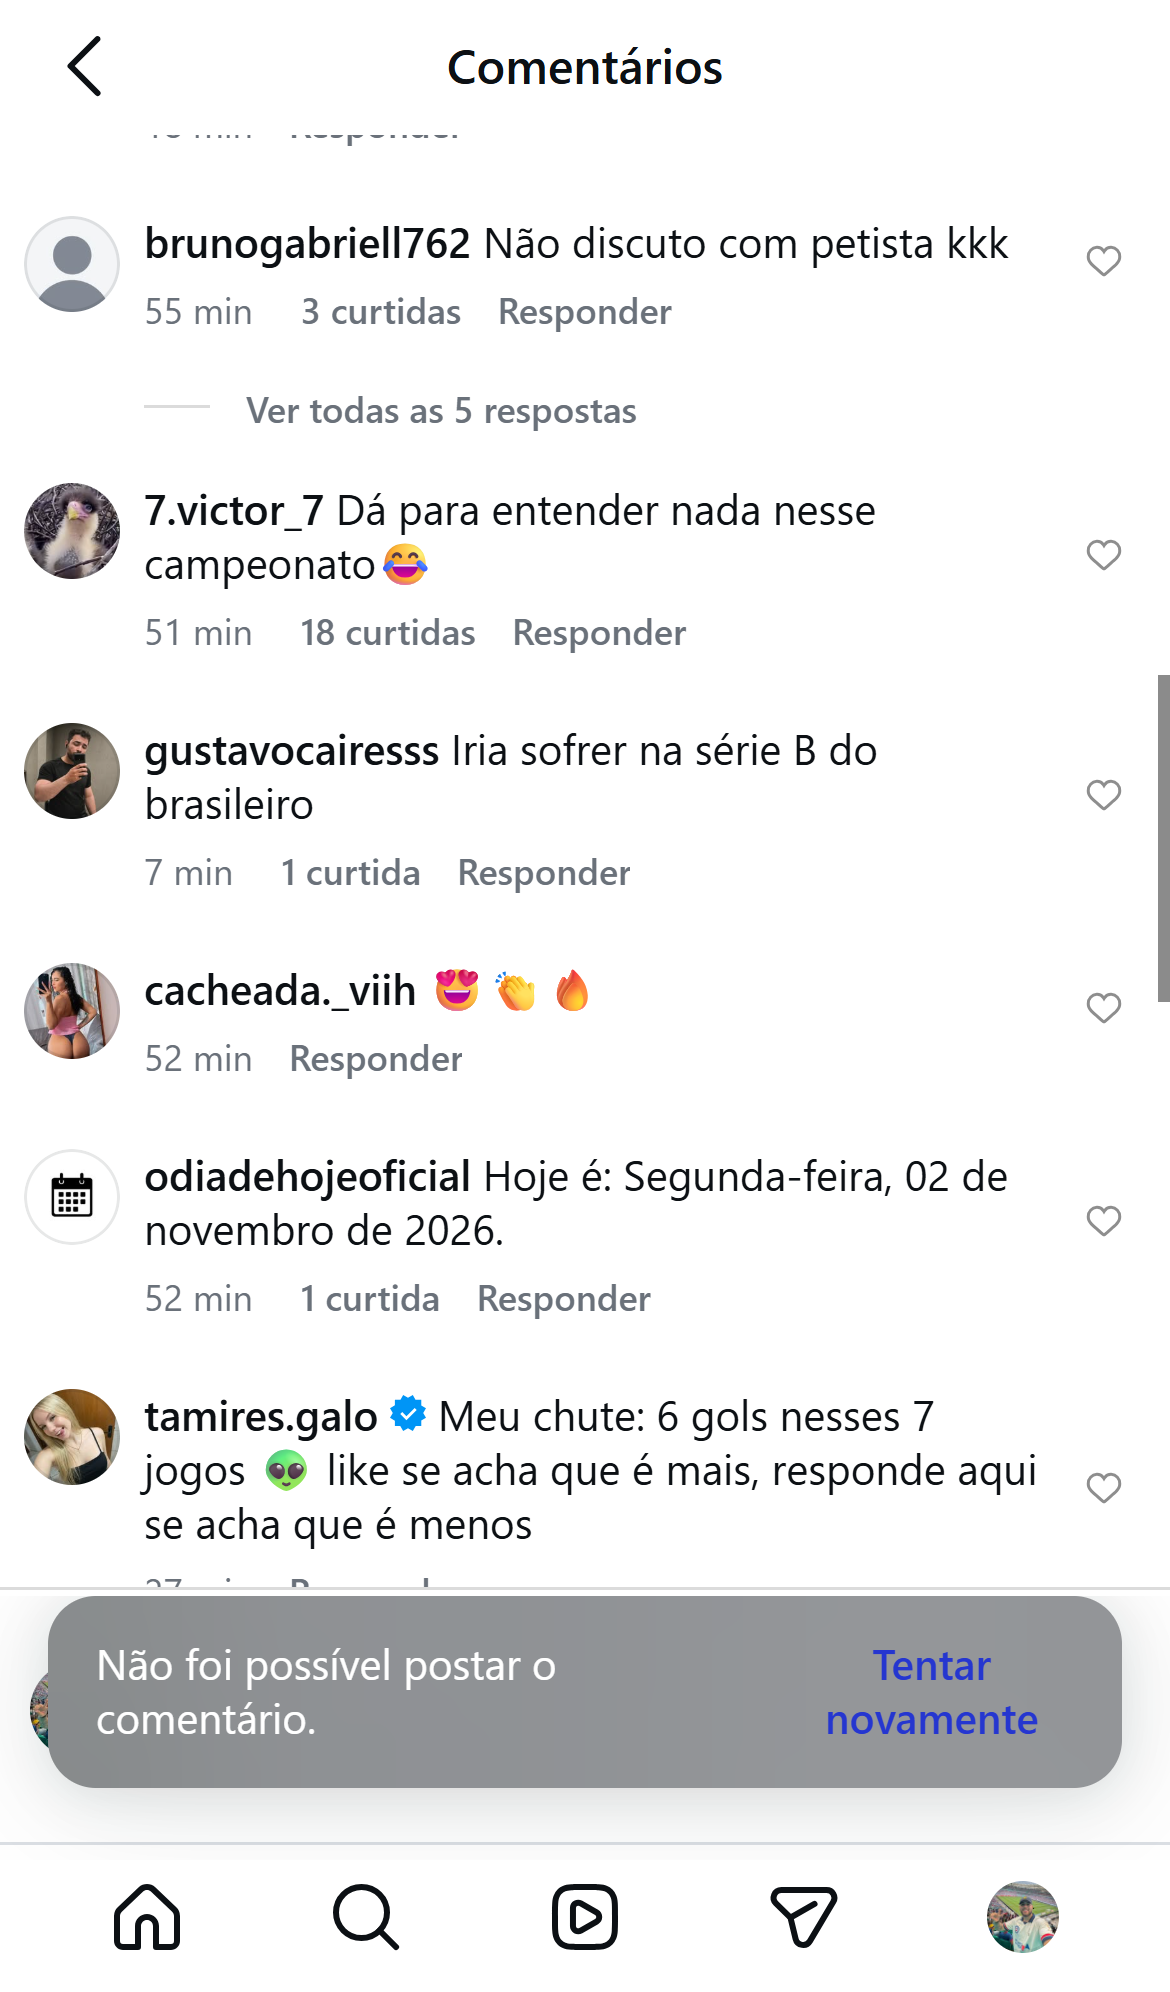 Comentários
brunogabriell762 Não discuto com petista kkk
55 min 3 curtidas Responder
Ver todas as 5 respostas
7.victor_7 Dá para entender nada nesse
campeonato😂
51 min 18 curtidas Responder
gustavocairesss Iria sofrer na série B do
brasileiro
7 min 1 curtida Responder
cacheada._viih 😍 👏 🔥
52 min Responder
odiadehojeoficial Hoje é: Segunda-feira, 02 de
novembro de 2026.
52 min 1 curtida Responder
tamires.galo Meu chute: 6 gols nesses 7
jogos 👽 like se acha que é mais, responde aqui
se acha que é menos
Não foi possível postar o
comentário.
Tentar
novamente